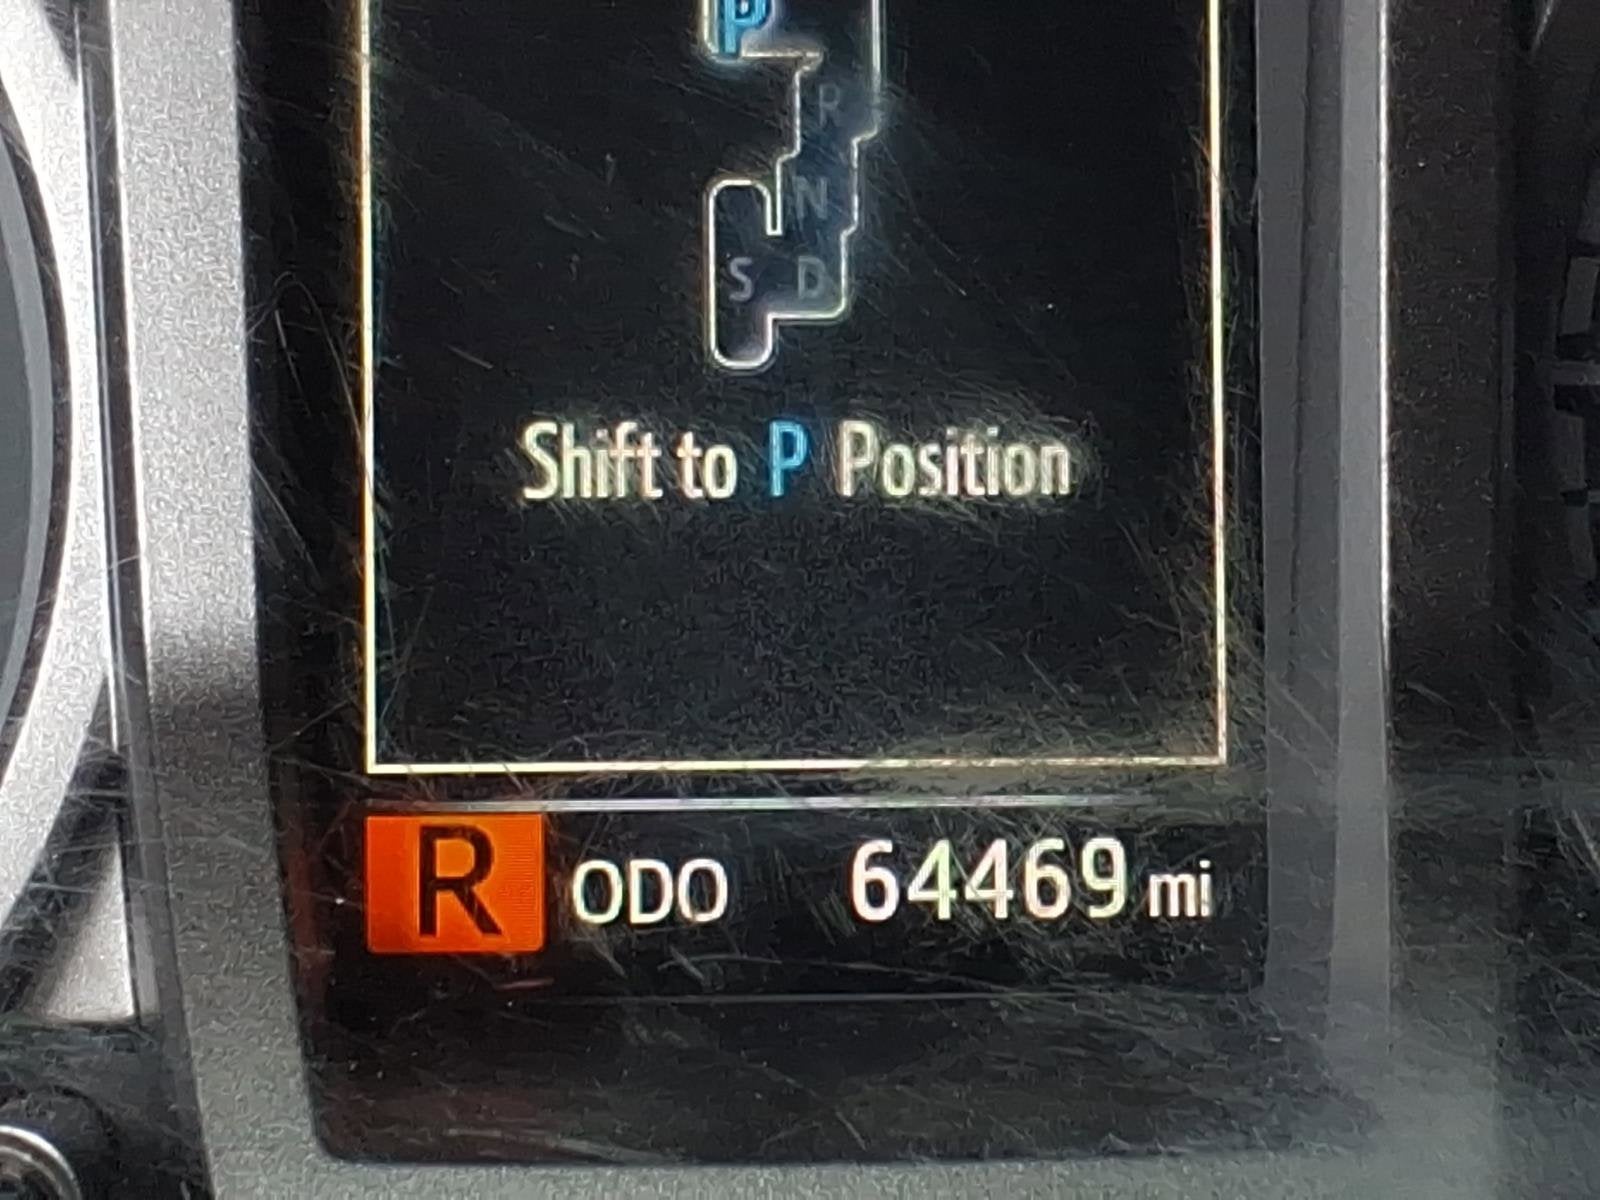 P
R
N
S D
Shift to P Position
R ODO 64469 mi